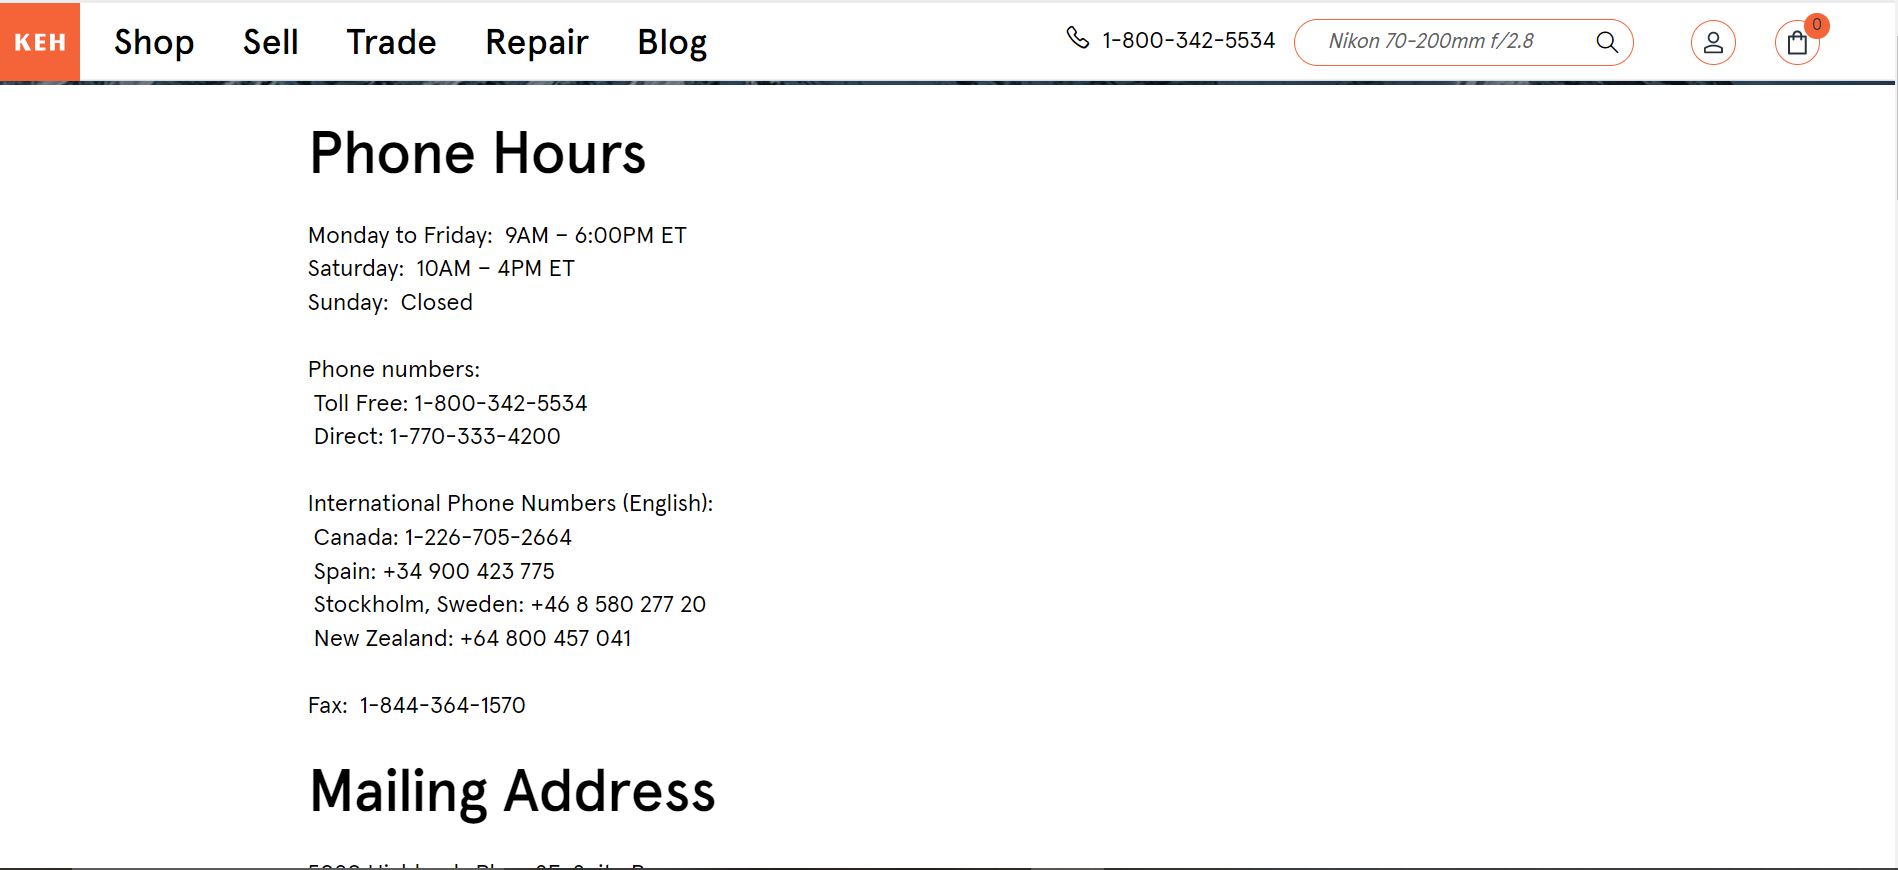 KEH Shop Sell Trade Repair Blog 1-800-342-5534 Nikon 70-200mm f/2.8 0
Phone Hours
Monday to Friday: 9AM – 6:00PM ET
Saturday: 10AM – 4PM ET
Sunday: Closed
Phone numbers:
Toll Free: 1-800-342-5534
Direct: 1-770-333-4200
International Phone Numbers (English):
Canada: 1-226-705-2664
Spain: +34 900 423 775
Stockholm, Sweden: +46 8 580 277 20
New Zealand: +64 800 457 041
Fax: 1-844-364-1570
Mailing Address